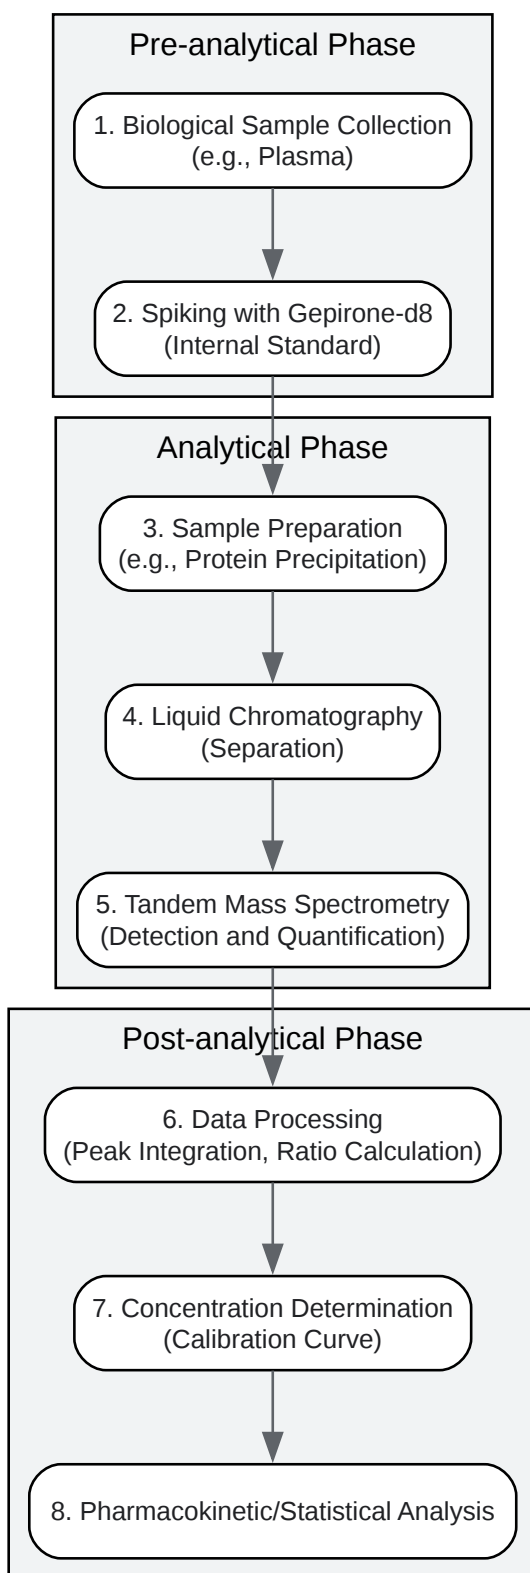 Pre-analytical Phase
1. Biological Sample Collection
(e.g., Plasma)
2. Spiking with Gepirone-d8
(Internal Standard)
Analytical Phase
3. Sample Preparation
(e.g., Protein Precipitation)
4. Liquid Chromatography
(Separation)
5. Tandem Mass Spectrometry
(Detection and Quantification)
Post-analytical Phase
6. Data Processing
(Peak Integration, Ratio Calculation)
7. Concentration Determination
(Calibration Curve)
8. Pharmacokinetic/Statistical Analysis